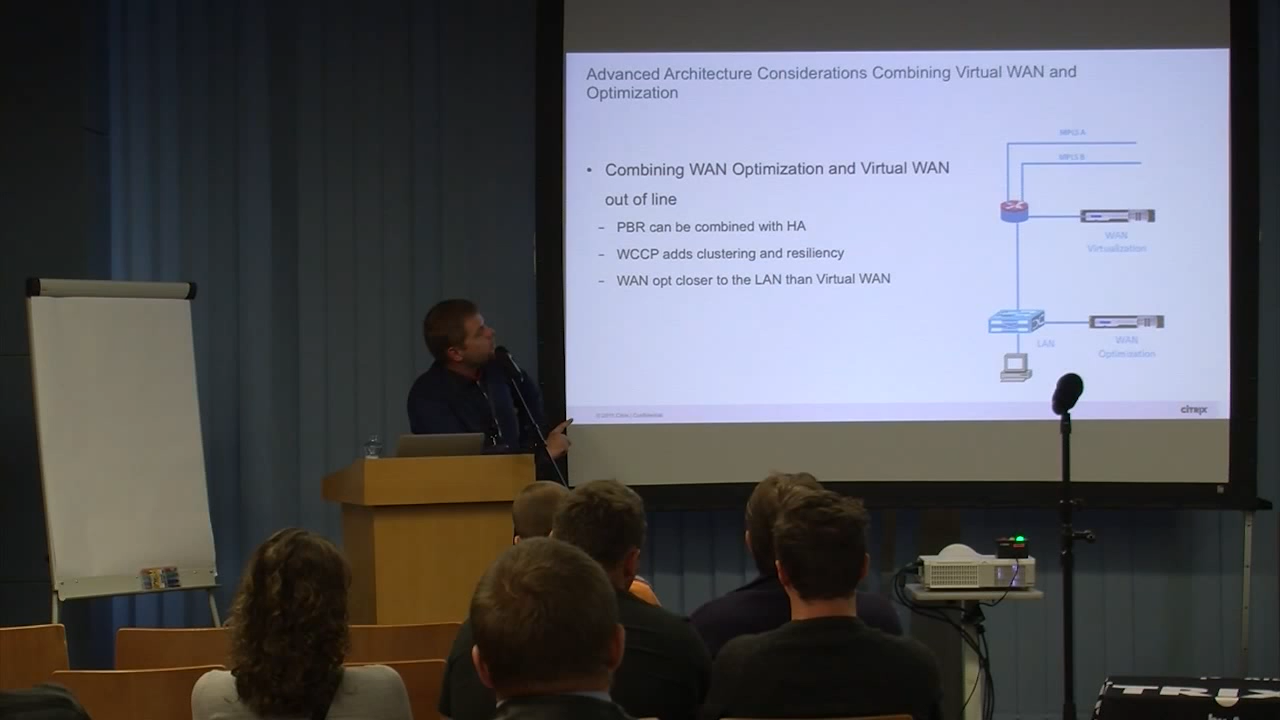 Advanced Architecture Considerations Combining Virtual WAN and
Optimization
• Combining WAN Optimization and Virtual WAN
out of line
– PBR can be combined with HA
– WCCP adds clustering and resiliency
– WAN opt closer to the LAN than Virtual WAN
MPLS A
MPLS B
WAN
Virtualization
LAN
WAN
Optimization
CITRIX